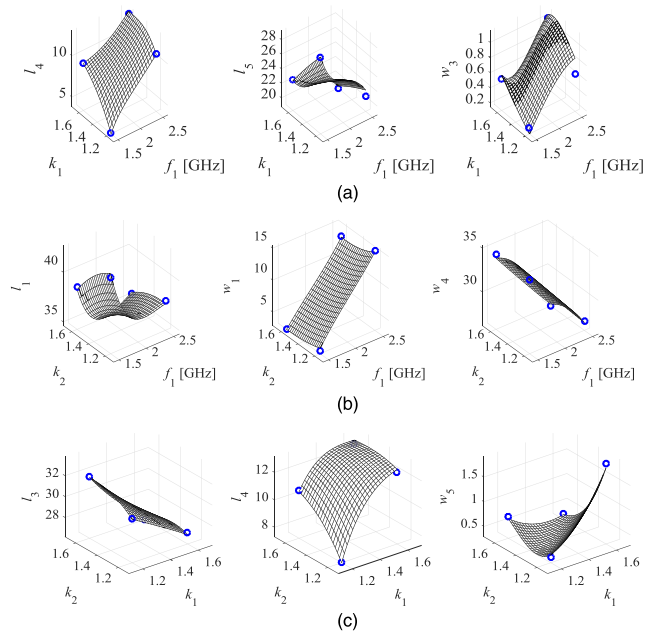 l4
10
5
1.6
1.4
1.2
k1
1.5
2
2.5
f1 [GHz]
l5
28
26
24
22
20
1.6
1.4
1.2
k1
1.5
2
2.5
f1 [GHz]
w3
1
0.8
0.6
0.4
0.2
1.6
1.4
1.2
k1
1.5
2
2.5
f1 [GHz]
(a)
l1
40
35
1.6
1.4
1.2
k2
1.5
2
2.5
f1 [GHz]
w1
15
10
5
1.6
1.4
1.2
k2
1.5
2
2.5
f1 [GHz]
w4
35
30
1.6
1.4
1.2
k2
1.5
2
2.5
f1 [GHz]
(b)
l3
32
30
28
1.6
1.4
1.2
k2
1.2
1.4
1.6
k1
l4
12
10
8
1.6
1.4
1.2
k2
1.2
1.4
1.6
k1
w5
1.5
1
0.5
1.6
1.4
1.2
k2
1.2
1.4
1.6
k1
(c)